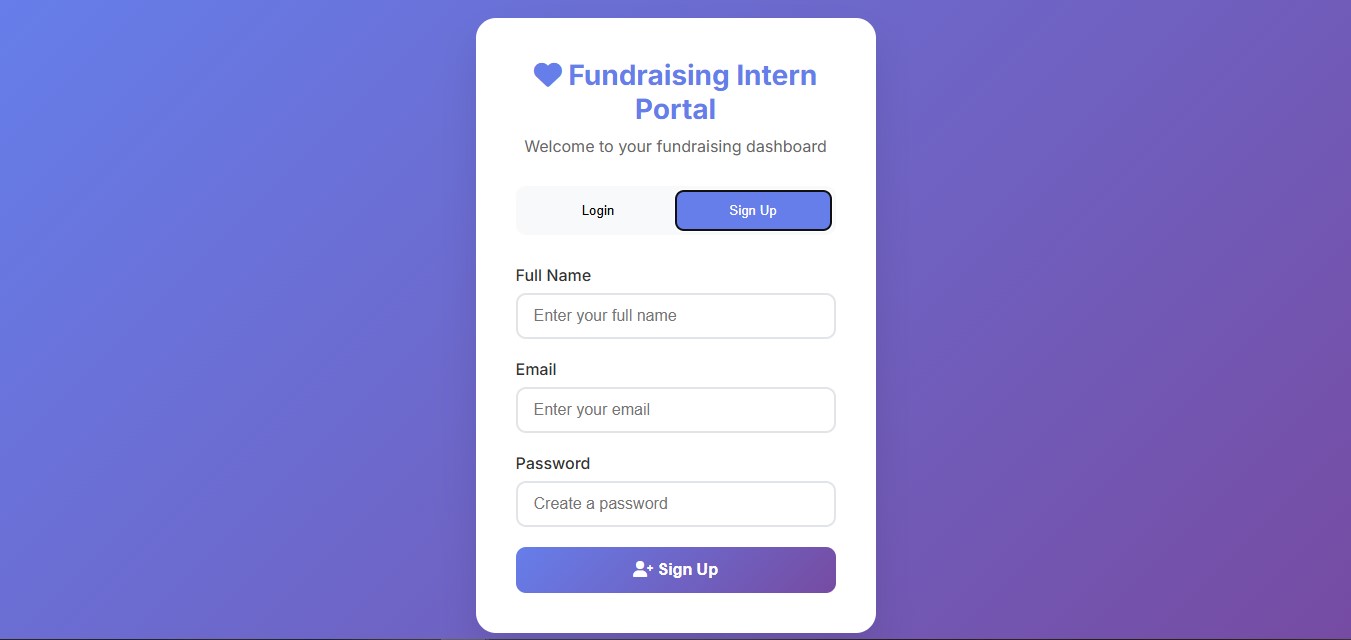 Fundraising Intern
Portal
Welcome to your fundraising dashboard
Login
Sign Up
Full Name
Enter your full name
Email
Enter your email
Password
Create a password
Sign Up